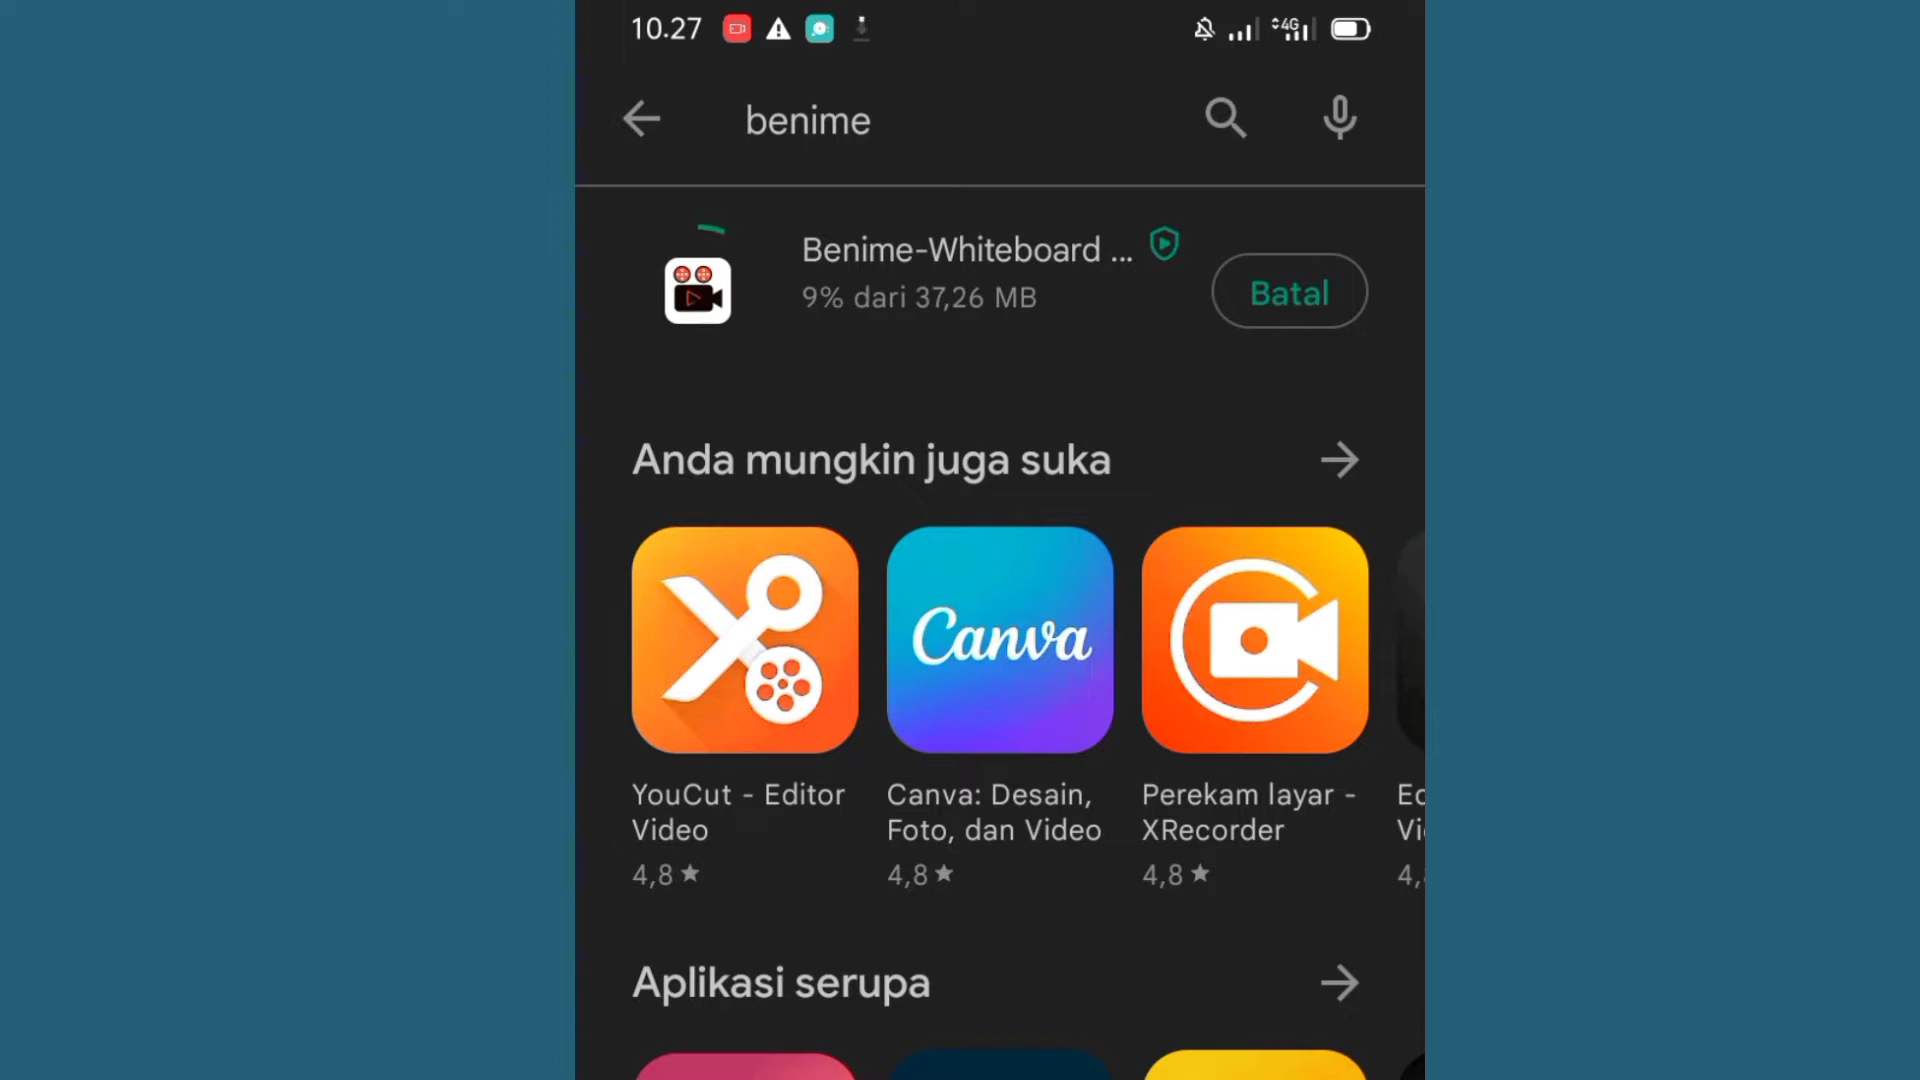 10.27
4G
benime
Benime-Whiteboard ...
9% dari 37,26 MB
Batal
Anda mungkin juga suka
Canva
YouCut - Editor
Video
4,8 ★
Canva: Desain,
Foto, dan Video
4,8 ★
Perekam layar -
XRecorder
4,8 ★
Aplikasi serupa